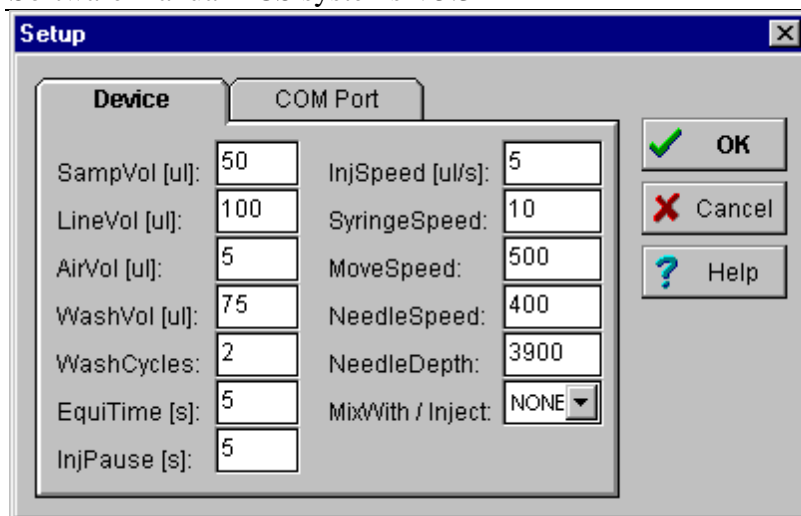 Setup
Device COM Port
SampVol [ul]: 50 InjSpeed [ul/s]: 5 OK
LineVol [ul]: 100 SyringeSpeed: 10 Cancel
AirVol [ul]: 5 MoveSpeed: 500 Help
WashVol [ul]: 75 NeedleSpeed: 400
WashCycles: 2 NeedleDepth: 3900
EquiTime [s]: 5 MixWith / Inject: NONE
InjPause [s]: 5